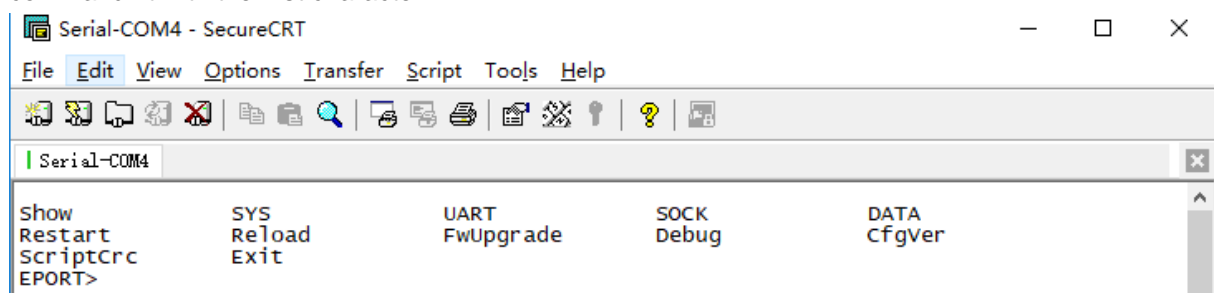 Serial-COM4 - SecureCRT
File Edit View Options Transfer Script Tools Help
Serial-COM4
Show SYS UART SOCK DATA
Restart Reload FwUpgrade Debug CfgVer
ScriptCrc Exit
EPORT>